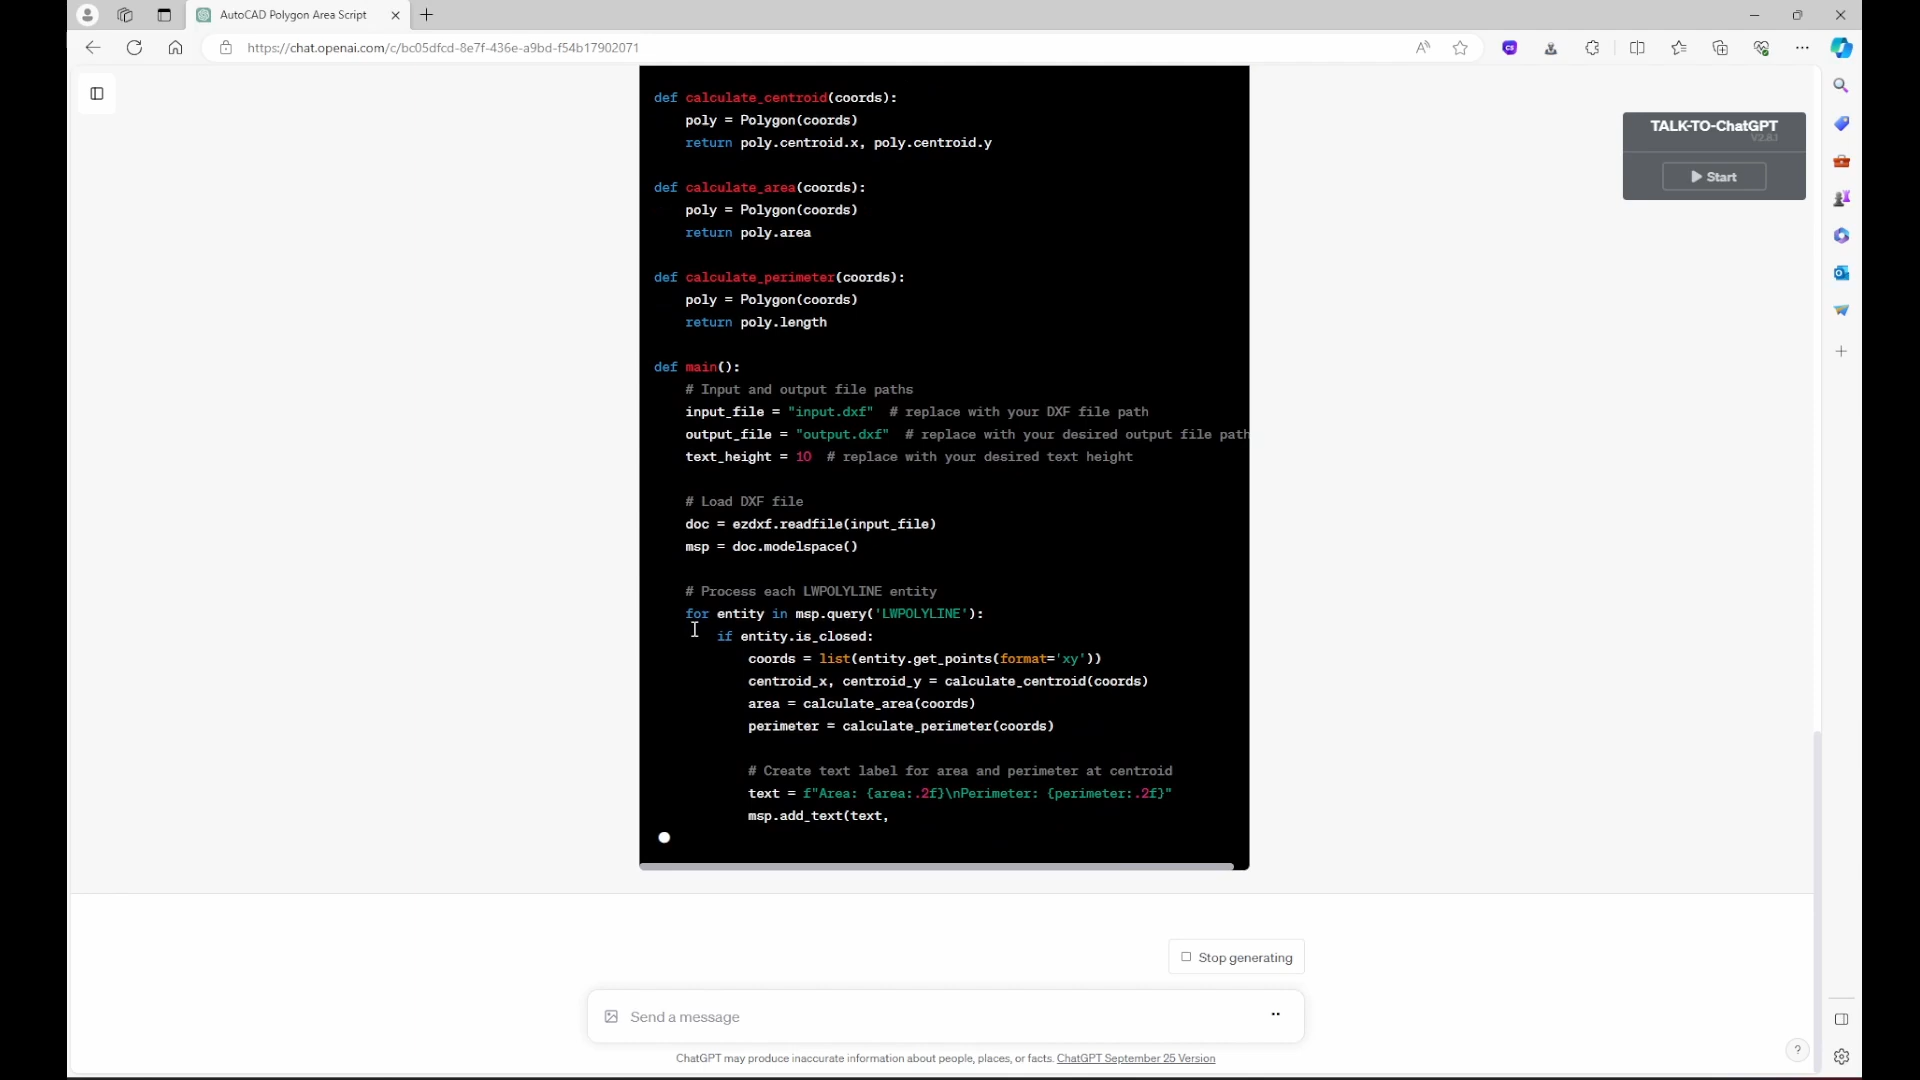 AutoCAD Polygon Area Script
https://chat.openai.com/c/bc05dfcd-8e7f-436e-a9bd-f54b17902071
TALK-TO-ChatGPT
V2.8.1
Start
def calculate_centroid(coords):
poly = Polygon(coords)
return poly.centroid.x, poly.centroid.y
def calculate_area(coords):
poly = Polygon(coords)
return poly.area
def calculate_perimeter(coords):
poly = Polygon(coords)
return poly.length
def main():
# Input and output file paths
input_file = "input.dxf"  # replace with your DXF file path
output_file = "output.dxf"  # replace with your desired output file path
text_height = 10  # replace with your desired text height
# Load DXF file
doc = ezdxf.readfile(input_file)
msp = doc.modelspace()
# Process each LWPOLYLINE entity
for entity in msp.query('LWPOLYLINE'):
if entity.is_closed:
coords = list(entity.get_points(format='xy'))
centroid_x, centroid_y = calculate_centroid(coords)
area = calculate_area(coords)
perimeter = calculate_perimeter(coords)
# Create text label for area and perimeter at centroid
text = f"Area: {area:.2f}\nPerimeter: {perimeter:.2f}"
msp.add_text(text,
Stop generating
Send a message
ChatGPT may produce inaccurate information about people, places, or facts. ChatGPT September 25 Version
?